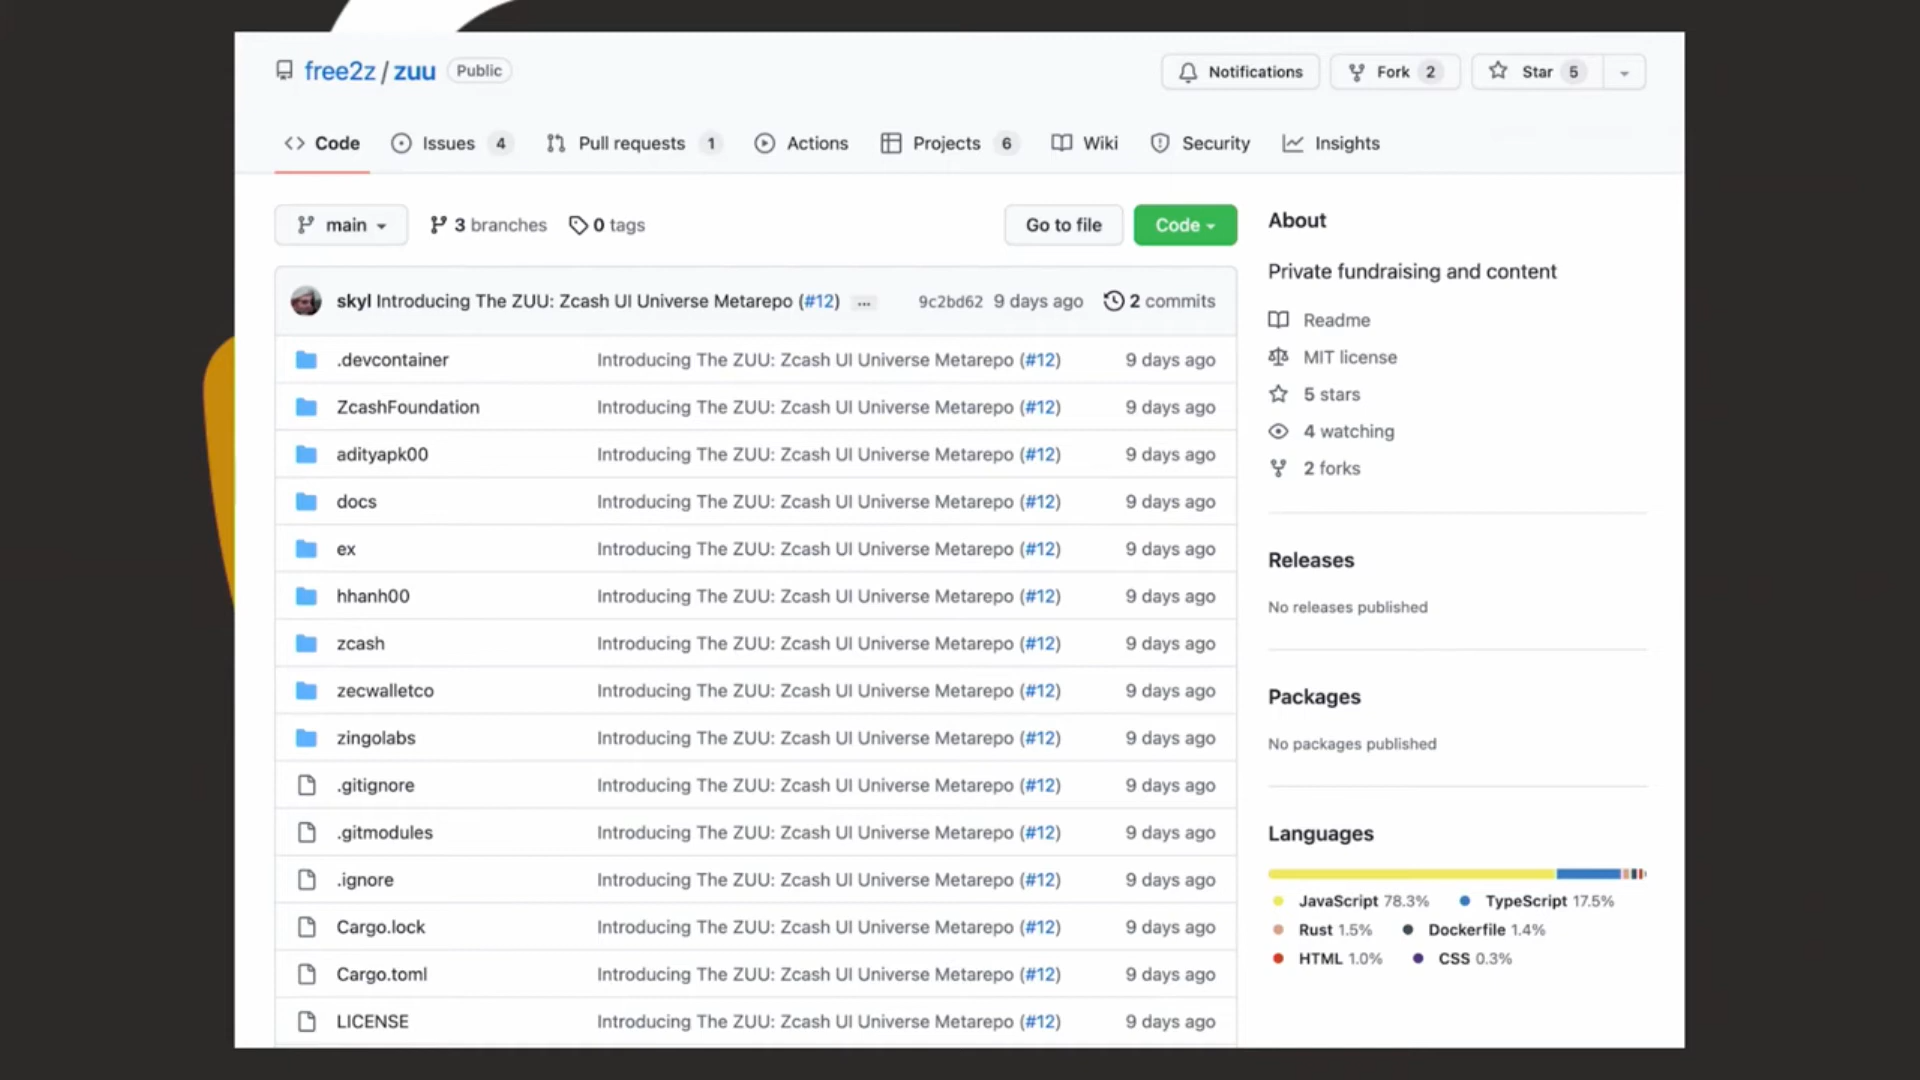 free2z / zuu Public Notifications Fork 2 Star 5
Code Issues 4 Pull requests 1 Actions Projects 6 Wiki Security Insights
main 3 branches 0 tags Go to file Code
skyl Introducing The ZUU: Zcash UI Universe Metarepo (#12) ... 9c2bd62 9 days ago 2 commits
.devcontainer Introducing The ZUU: Zcash UI Universe Metarepo (#12) 9 days ago
ZcashFoundation Introducing The ZUU: Zcash UI Universe Metarepo (#12) 9 days ago
adityapk00 Introducing The ZUU: Zcash UI Universe Metarepo (#12) 9 days ago
docs Introducing The ZUU: Zcash UI Universe Metarepo (#12) 9 days ago
ex Introducing The ZUU: Zcash UI Universe Metarepo (#12) 9 days ago
hhanh00 Introducing The ZUU: Zcash UI Universe Metarepo (#12) 9 days ago
zcash Introducing The ZUU: Zcash UI Universe Metarepo (#12) 9 days ago
zecwalletco Introducing The ZUU: Zcash UI Universe Metarepo (#12) 9 days ago
zingolabs Introducing The ZUU: Zcash UI Universe Metarepo (#12) 9 days ago
.gitignore Introducing The ZUU: Zcash UI Universe Metarepo (#12) 9 days ago
.gitmodules Introducing The ZUU: Zcash UI Universe Metarepo (#12) 9 days ago
.ignore Introducing The ZUU: Zcash UI Universe Metarepo (#12) 9 days ago
Cargo.lock Introducing The ZUU: Zcash UI Universe Metarepo (#12) 9 days ago
Cargo.toml Introducing The ZUU: Zcash UI Universe Metarepo (#12) 9 days ago
LICENSE Introducing The ZUU: Zcash UI Universe Metarepo (#12) 9 days ago
About
Private fundraising and content
Readme
MIT license
5 stars
4 watching
2 forks
Releases
No releases published
Packages
No packages published
Languages
JavaScript 78.3% TypeScript 17.5%
Rust 1.5% Dockerfile 1.4%
HTML 1.0% CSS 0.3%